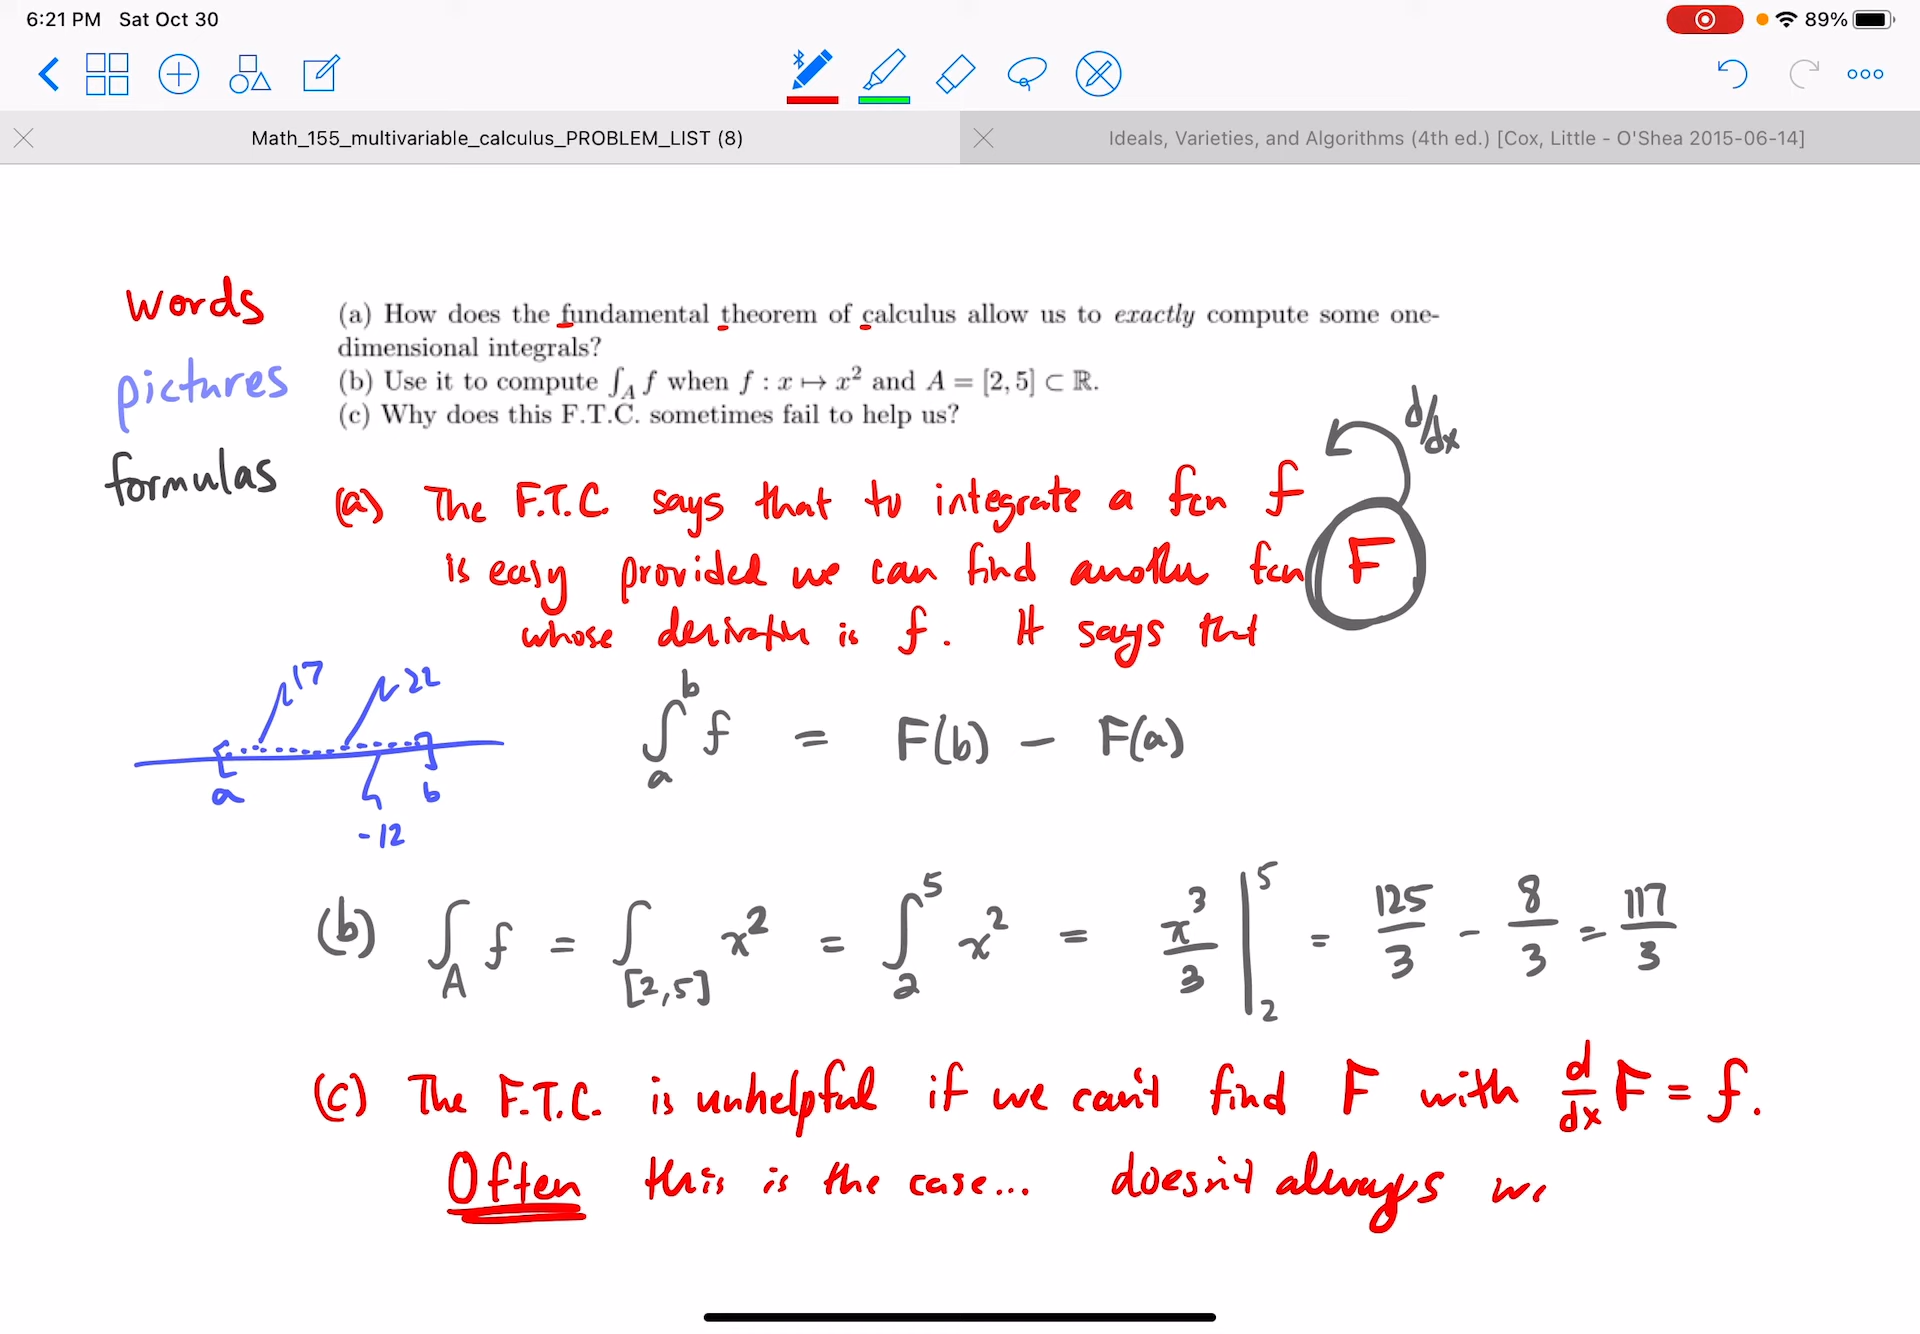 6:21 PM Sat Oct 30
89%
Math_155_multivariable_calculus_PROBLEM_LIST (8)
Ideals, Varieties, and Algorithms (4th ed.) [Cox, Little - O'Shea 2015-06-14]
words
pictures
formulas
(a) How does the fundamental theorem of calculus allow us to exactly compute some one-
dimensional integrals?
(b) Use it to compute ∫_A f when f : x ↦ x² and A = [2, 5] ⊂ ℝ.
(c) Why does this F.T.C. sometimes fail to help us?
d/dx
(a) The F.T.C. says that to integrate a fcn f
is easy provided we can find another fcn F
whose derivative is f. It says that
17 22
a b
-12
∫_a^b f = F(b) - F(a)
(b) ∫_A f = ∫_[2,5] x² = ∫_2^5 x² = x³/3 |_2^5 = 125/3 - 8/3 = 117/3
(c) The F.T.C. is unhelpful if we can't find F with d/dx F = f.
Often this is the case... doesn't always wo